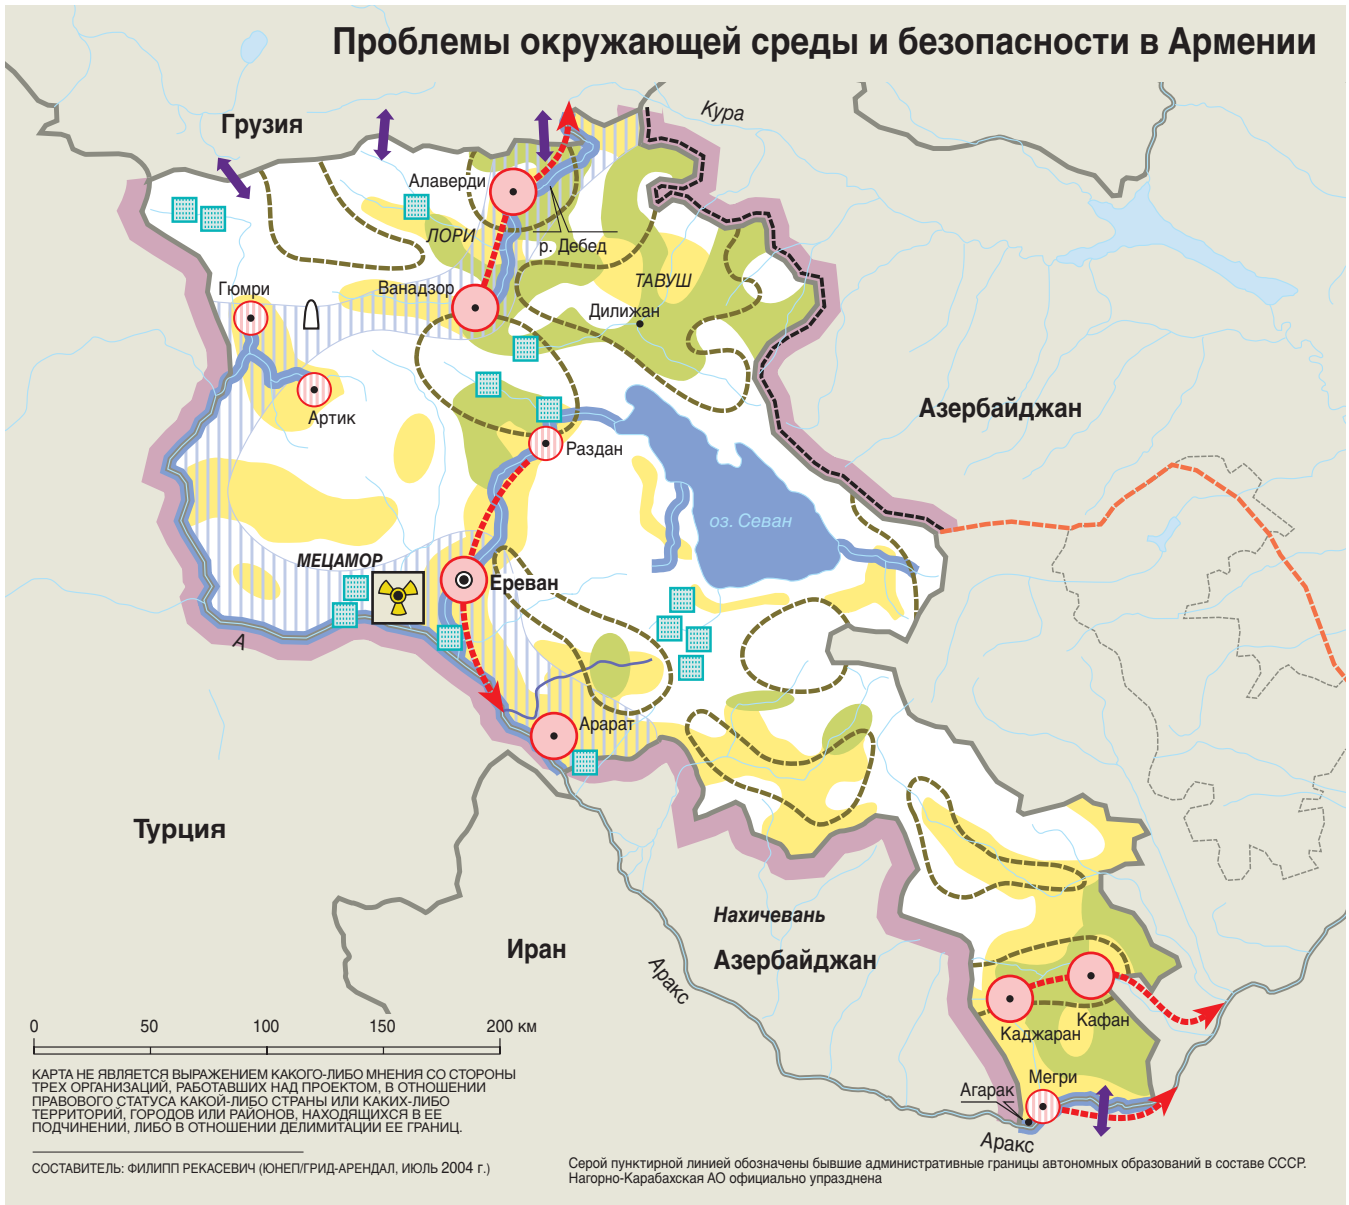 Проблемы окружающей среды и безопасности в Армении
Грузия
Кура
Алаверди
ЛОРИ
р. Дебед
ТАВУШ
Гюмри
Ванадзор
Дилижан
Артик
Азербайджан
Раздан
оз. Севан
МЕЦАМОР
Ереван
А
Арарат
Турция
Нахичевань
Иран
Азербайджан
Аракс
Каджаран
Кафан
Мегри
Агарак
Аракс
0 50 100 150 200 км
КАРТА НЕ ЯВЛЯЕТСЯ ВЫРАЖЕНИЕМ КАКОГО-ЛИБО МНЕНИЯ СО СТОРОНЫ
ТРЕХ ОРГАНИЗАЦИЙ, РАБОТАВШИХ НАД ПРОЕКТОМ, В ОТНОШЕНИИ
ПРАВОВОГО СТАТУСА КАКОЙ-ЛИБО СТРАНЫ ИЛИ КАКИХ-ЛИБО
ТЕРРИТОРИЙ, ГОРОДОВ ИЛИ РАЙОНОВ, НАХОДЯЩИХСЯ В ЕЕ
ПОДЧИНЕНИИ, ЛИБО В ОТНОШЕНИИ ДЕЛИМИТАЦИИ ЕЕ ГРАНИЦ.
СОСТАВИТЕЛЬ: ФИЛИПП РЕКАСЕВИЧ (ЮНЕП/ГРИД-АРЕНДАЛ, ИЮЛЬ 2004 г.)
Серой пунктирной линией обозначены бывшие административные границы автономных образований в составе СССР.
Нагорно-Карабахская АО официально упразднена